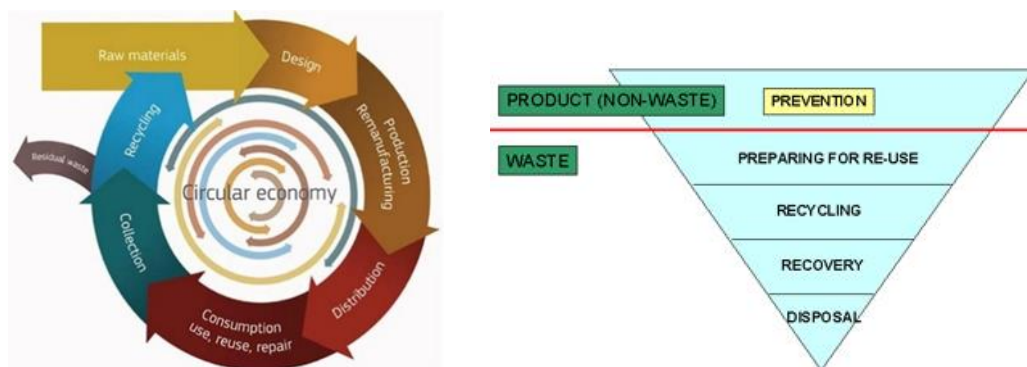 Raw materials
Design
Production
Remanufacturing
Distribution
Consumption
use, reuse, repair
Collection
Recycling
Residual waste
Circular economy
PRODUCT (NON-WASTE)
PREVENTION
WASTE
PREPARING FOR RE-USE
RECYCLING
RECOVERY
DISPOSAL